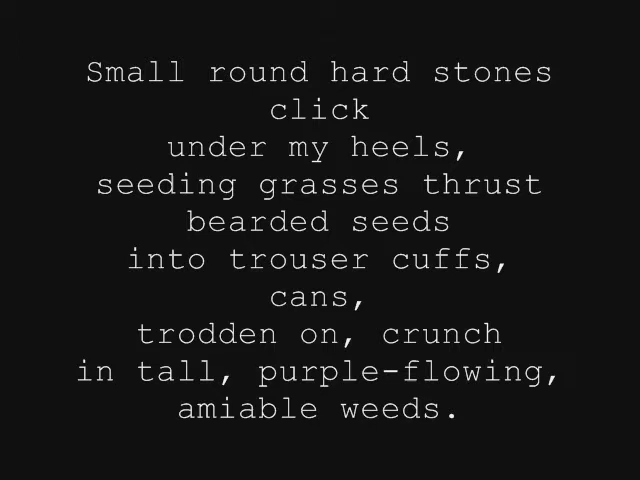 Small round hard stones
click
under my heels,
seeding grasses thrust
bearded seeds
into trouser cuffs,
cans,
trodden on, crunch
in tall, purple-flowing,
amiable weeds.